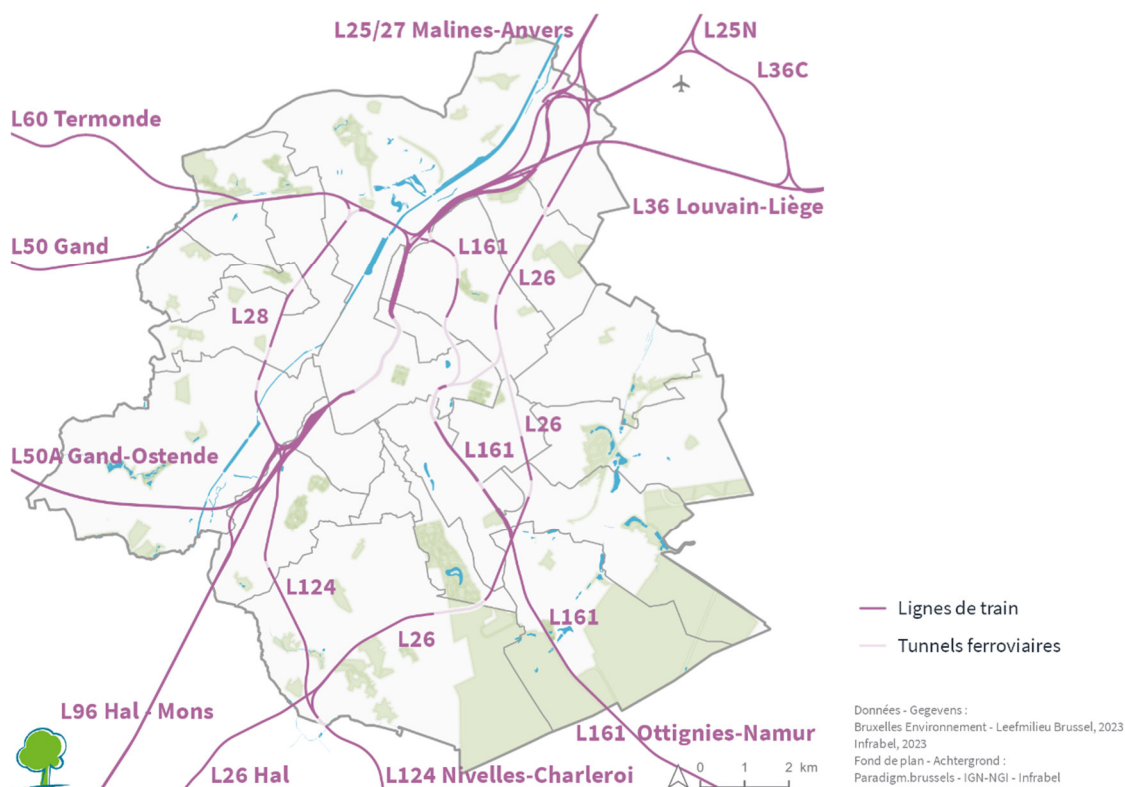 L25/27 Malines-Anvers
L25N
L36C
L60 Termonde
L36 Louvain-Liège
L50 Gand
L161
L26
L28
L26
L161
L50A Gand-Ostende
L124
L161
L26
Lignes de train
Tunnels ferroviaires
L96 Hal - Mons
L161 Ottignies-Namur
L26 Hal
L124 Nivelles-Charleroi
0 1 2 km
Données - Gegevens :
Bruxelles Environnement - Leefmilieu Brussel, 2023
Infrabel, 2023
Fond de plan - Achtergrond :
Paradigm.brussels - IGN-NGI - Infrabel